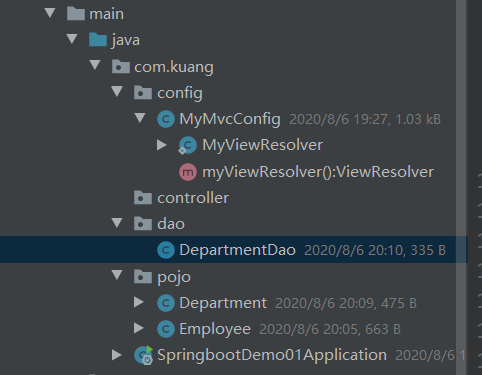 main
java
com.kuang
config
MyMvcConfig 2020/8/6 19:27, 1.03 kB
MyViewResolver
myViewResolver():ViewResolver
controller
dao
DepartmentDao 2020/8/6 20:10, 335 B
pojo
Department 2020/8/6 20:09, 475 B
Employee 2020/8/6 20:05, 663 B
SpringbootDemo01Application 2020/8/6 1